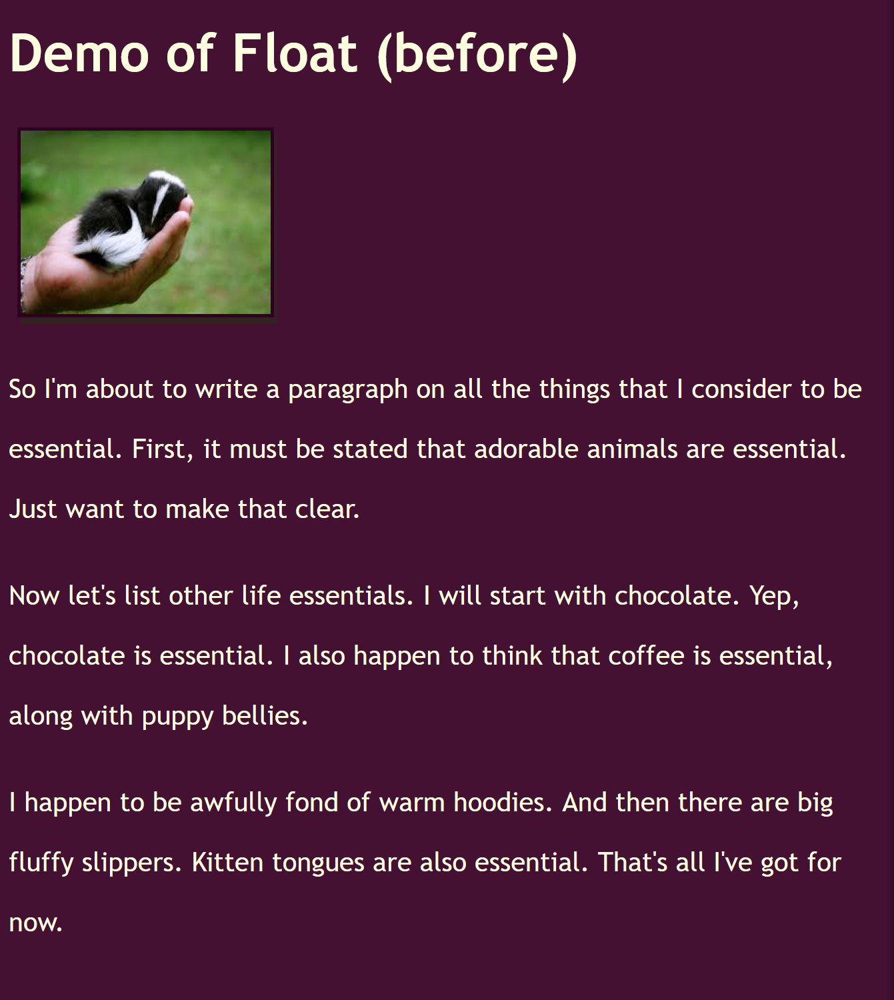 Demo of Float (before)
So I'm about to write a paragraph on all the things that I consider to be
essential. First, it must be stated that adorable animals are essential.
Just want to make that clear.
Now let's list other life essentials. I will start with chocolate. Yep,
chocolate is essential. I also happen to think that coffee is essential,
along with puppy bellies.
I happen to be awfully fond of warm hoodies. And then there are big
fluffy slippers. Kitten tongues are also essential. That's all I've got for
now.